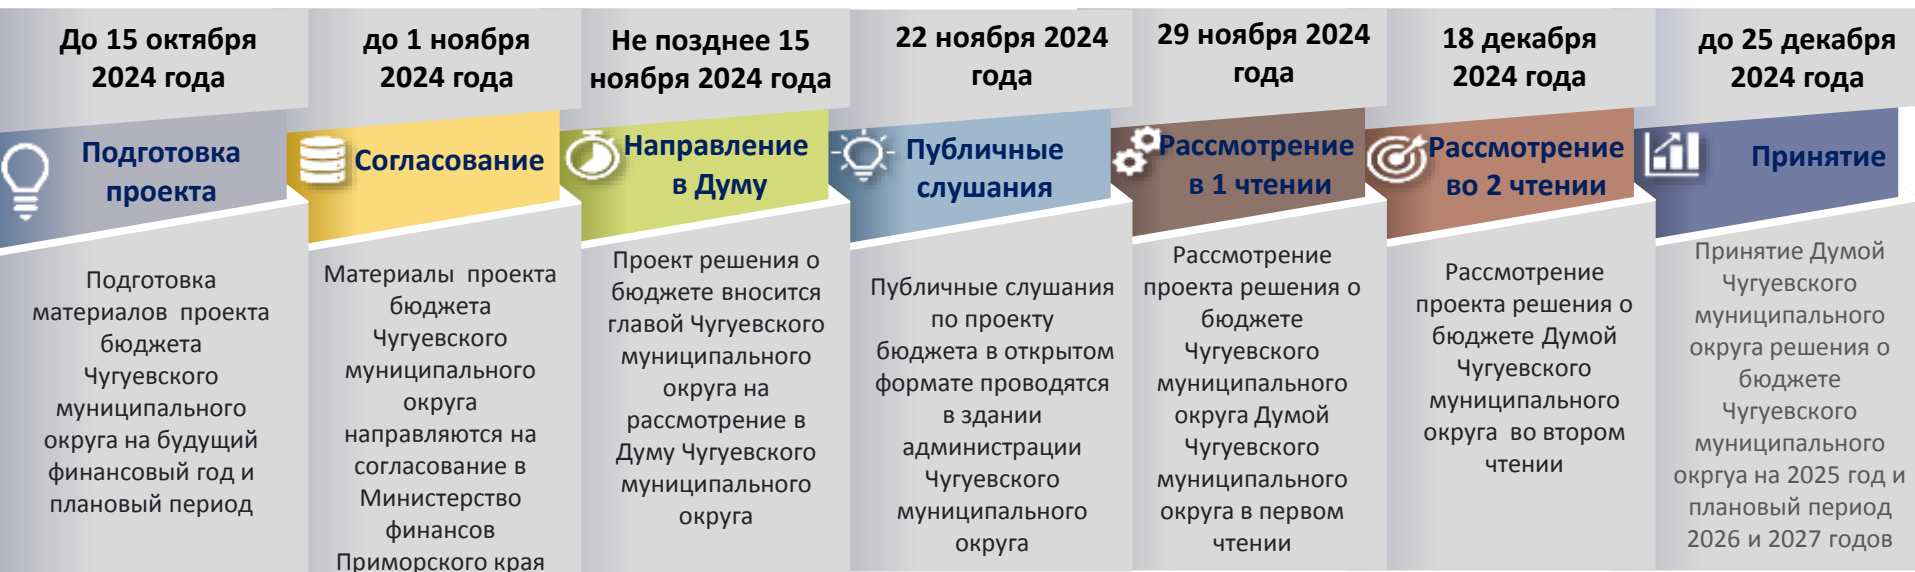 До 15 октября
2024 года
Подготовка
проекта
Подготовка
материалов проекта
бюджета
Чугуевского
муниципального
округа на будущий
финансовый год и
плановый период
до 1 ноября
2024 года
Согласование
Материалы проекта
бюджета
Чугуевского
муниципального
округа
направляются на
согласование в
Министерство
финансов
Приморского края
Не позднее 15
ноября 2024 года
Направление
в Думу
Проект решения о
бюджете вносится
главой Чугуевского
муниципального
округа на
рассмотрение в
Думу Чугуевского
муниципального
округа
22 ноября 2024
года
Публичные
слушания
Публичные слушания
по проекту
бюджета в открытом
формате проводятся
в здании
администрации
Чугуевского
муниципального
округа
29 ноября 2024
года
Рассмотрение
в 1 чтении
Рассмотрение
проекта решения о
бюджете
Чугуевского
муниципального
округа Думой
Чугуевского
муниципального
округа в первом
чтении
18 декабря
2024 года
Рассмотрение
во 2 чтении
Рассмотрение
проекта решения о
бюджете Думой
Чугуевского
муниципального
округа во втором
чтении
до 25 декабря
2024 года
Принятие
Принятие Думой
Чугуевского
муниципального
округа решения о
бюджете
Чугуевского
муниципального
окргуа на 2025 год и
плановый период
2026 и 2027 годов